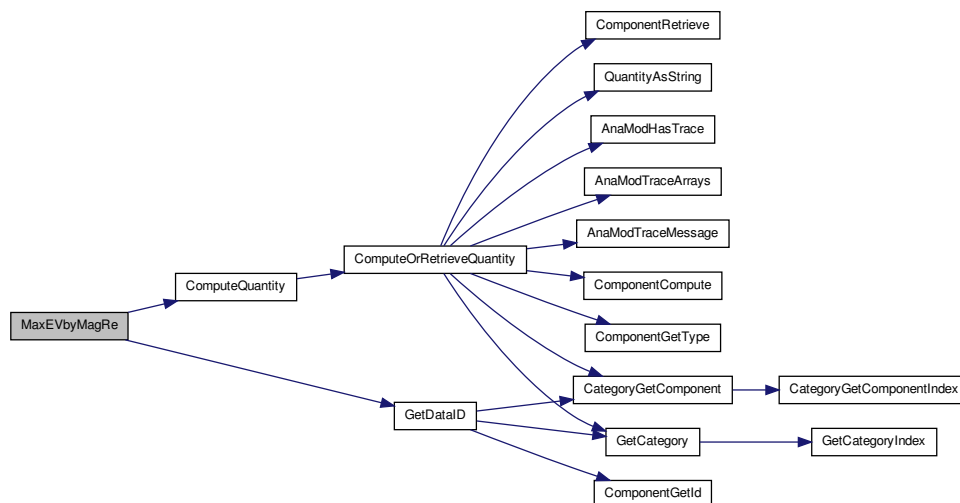 ComponentRetrieve
QuantityAsString
AnaModHasTrace
AnaModTraceArrays
AnaModTraceMessage
ComputeOrRetrieveQuantity
ComputeQuantity
ComponentCompute
MaxEVbyMagRe
ComponentGetType
CategoryGetComponent
CategoryGetComponentIndex
GetDataID
GetCategory
GetCategoryIndex
ComponentGetId